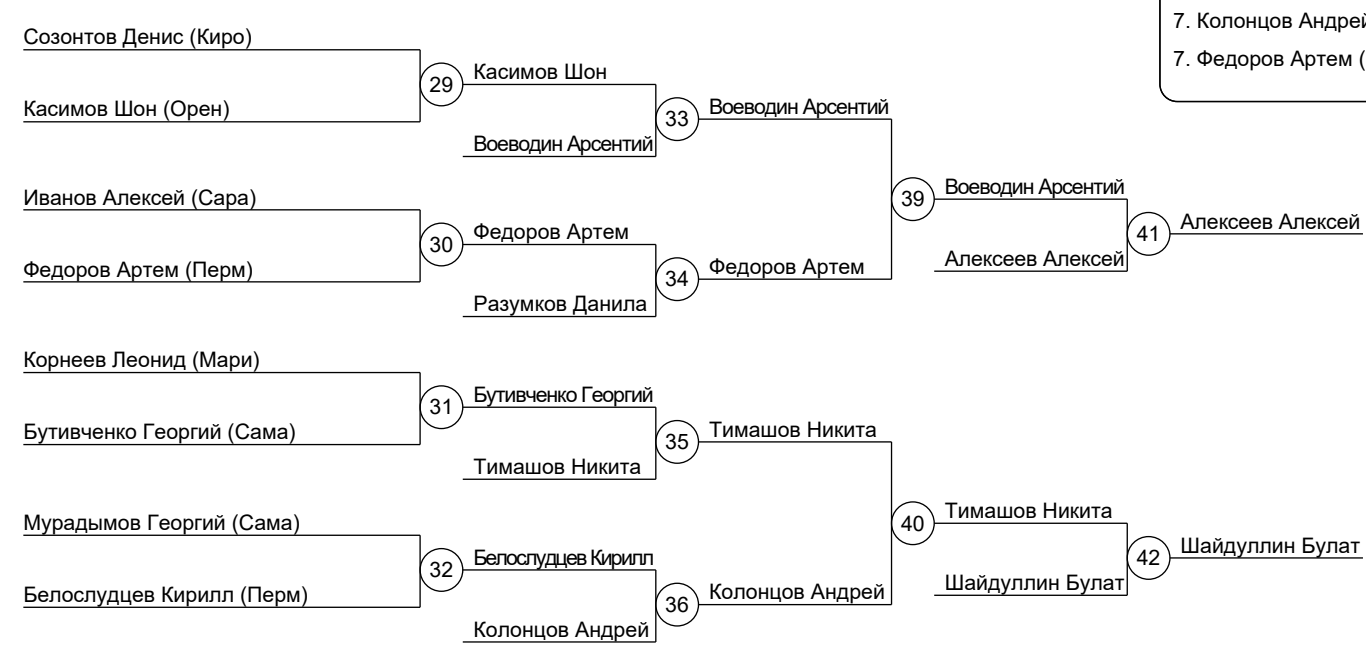 7. Колонцов Андрей
7. Федоров Артем (
Созонтов Денис (Киро)
29
Касимов Шон
Касимов Шон (Орен)
33
Воеводин Арсентий
Воеводин Арсентий
39
Воеводин Арсентий
Иванов Алексей (Сара)
30
Федоров Артем
Федоров Артем (Перм)
34
Федоров Артем
Разумков Данила
Алексеев Алексей
41
Алексеев Алексей
Корнеев Леонид (Мари)
31
Бутивченко Георгий
Бутивченко Георгий (Сама)
35
Тимашов Никита
Тимашов Никита
40
Тимашов Никита
Мурадымов Георгий (Сама)
32
Белослудцев Кирилл
Белослудцев Кирилл (Перм)
36
Колонцов Андрей
Колонцов Андрей
Шайдуллин Булат
42
Шайдуллин Булат